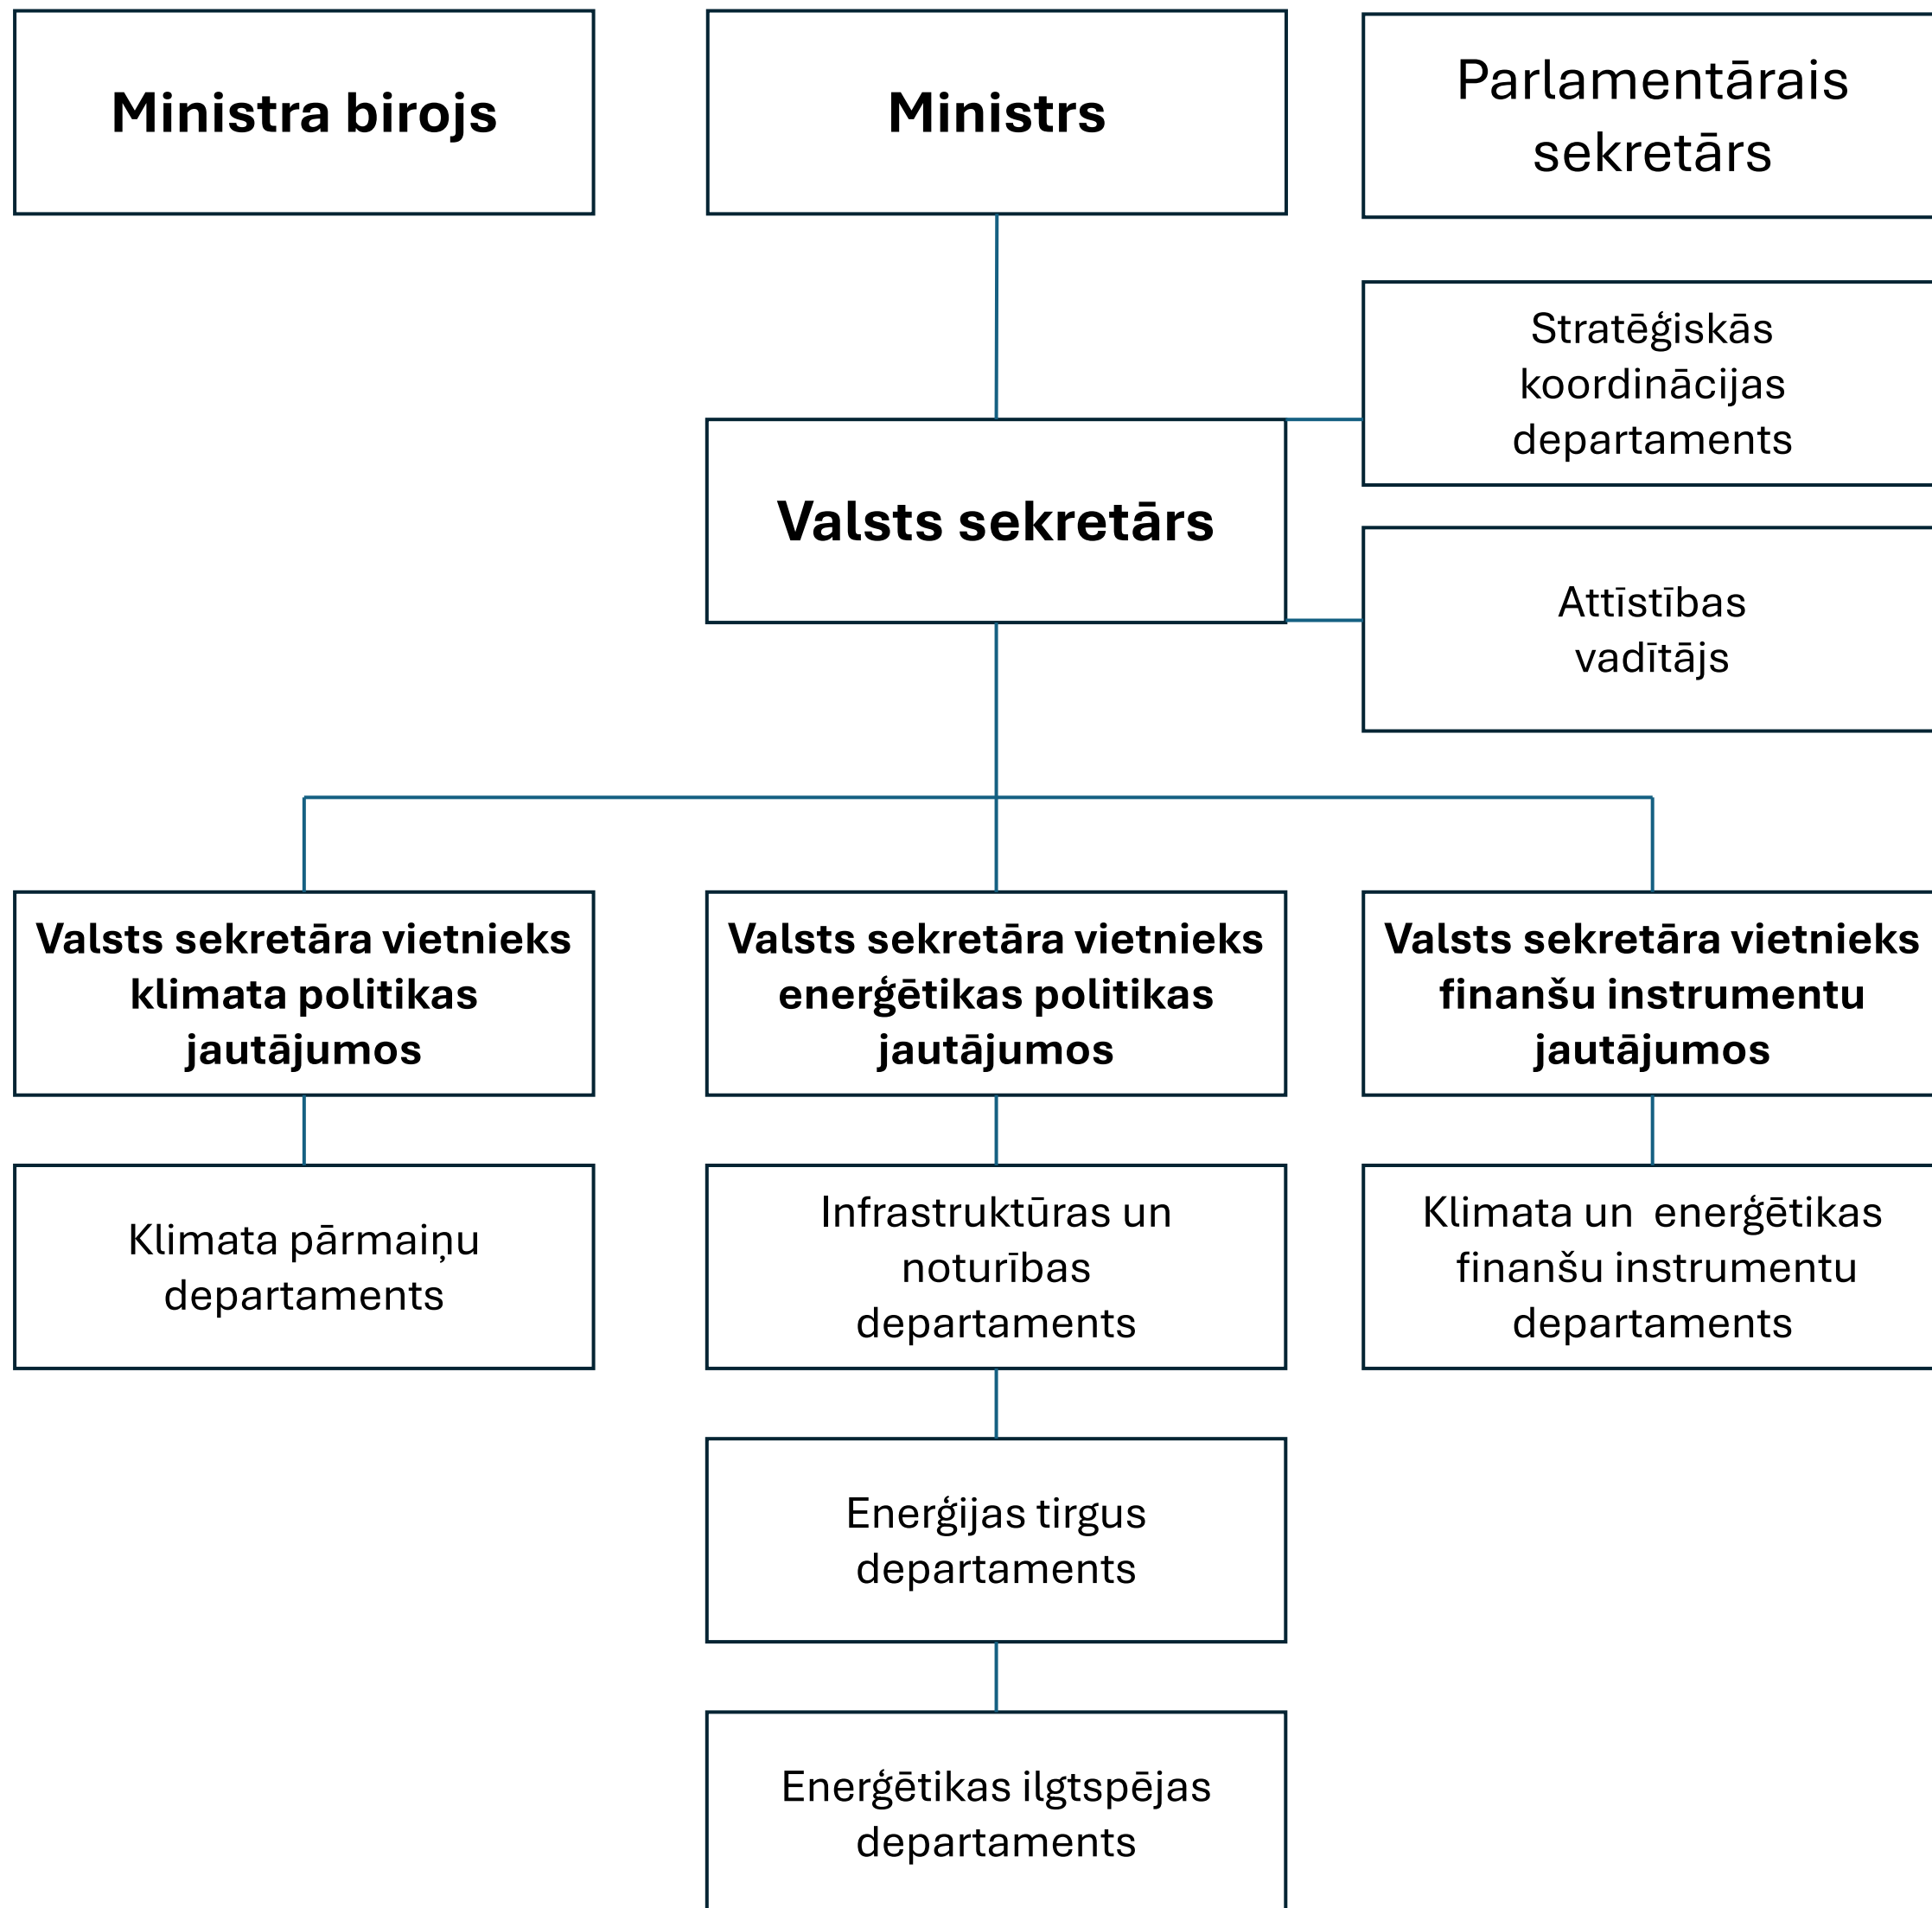 Ministra birojs
Ministrs
Parlamentārais
sekretārs
Stratēģiskās
koordinācijas
departaments
Valsts sekretārs
Attīstības
vadītājs
Valsts sekretāra vietnieks
klimata politikas
jautājumos
Valsts sekretāra vietnieks
enerģētikas politikas
jautājumos
Valsts sekretāra vietnieks
finanšu instrumentu
jautājumos
Klimata pārmaiņu
departaments
Infrastruktūras un
noturības
departaments
Klimata un  enerģētikas
finanšu instrumentu
departaments
Enerģijas tirgus
departaments
Enerģētikas ilgtspējas
departaments